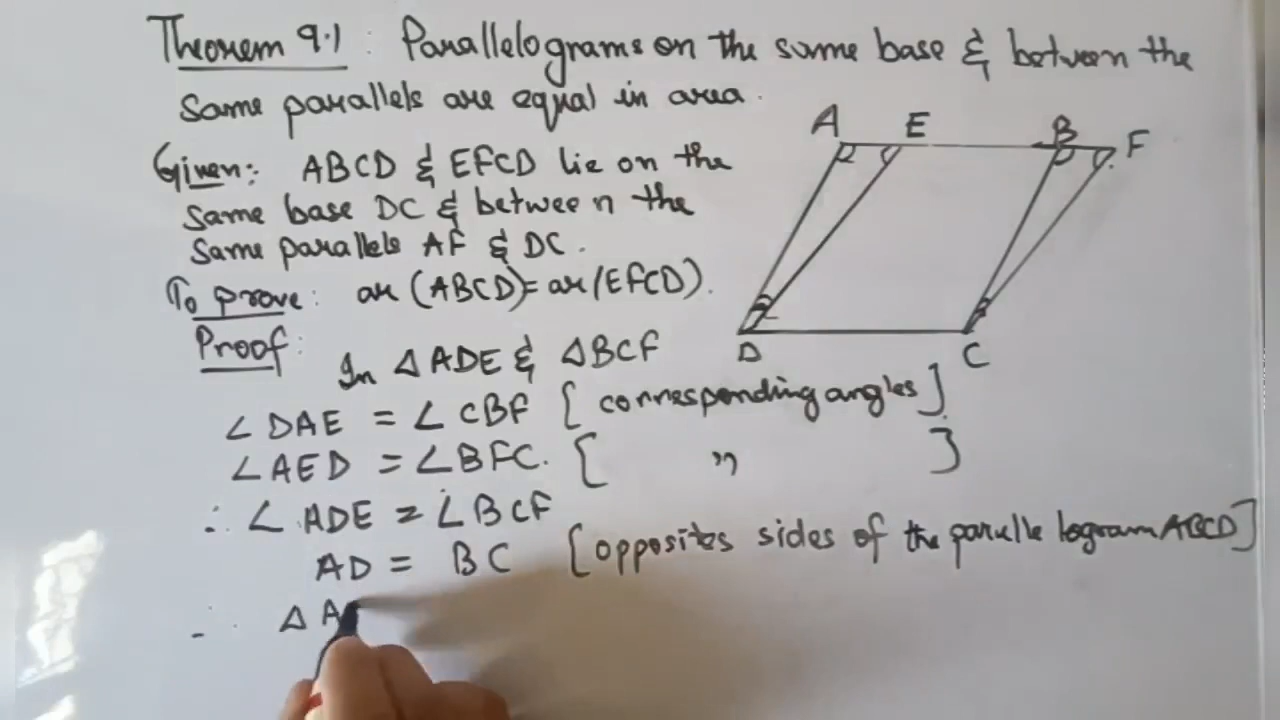 Theorem 9.1 : Parallelograms on the same base & between the
same parallels are equal in area.
Given: ABCD & EFCD lie on the
same base DC & between the
same parallels AF & DC.
To prove: ar (ABCD)= ar (EFCD).
Proof:
In △ADE & △BCF
∠DAE = ∠CBF [corresponding angles]
∠AED = ∠BFC. [ " ]
∴ ∠ADE = ∠BCF
AD = BC [opposites sides of the parallelogram ABCD]
∴ △ A
A E B F
D C